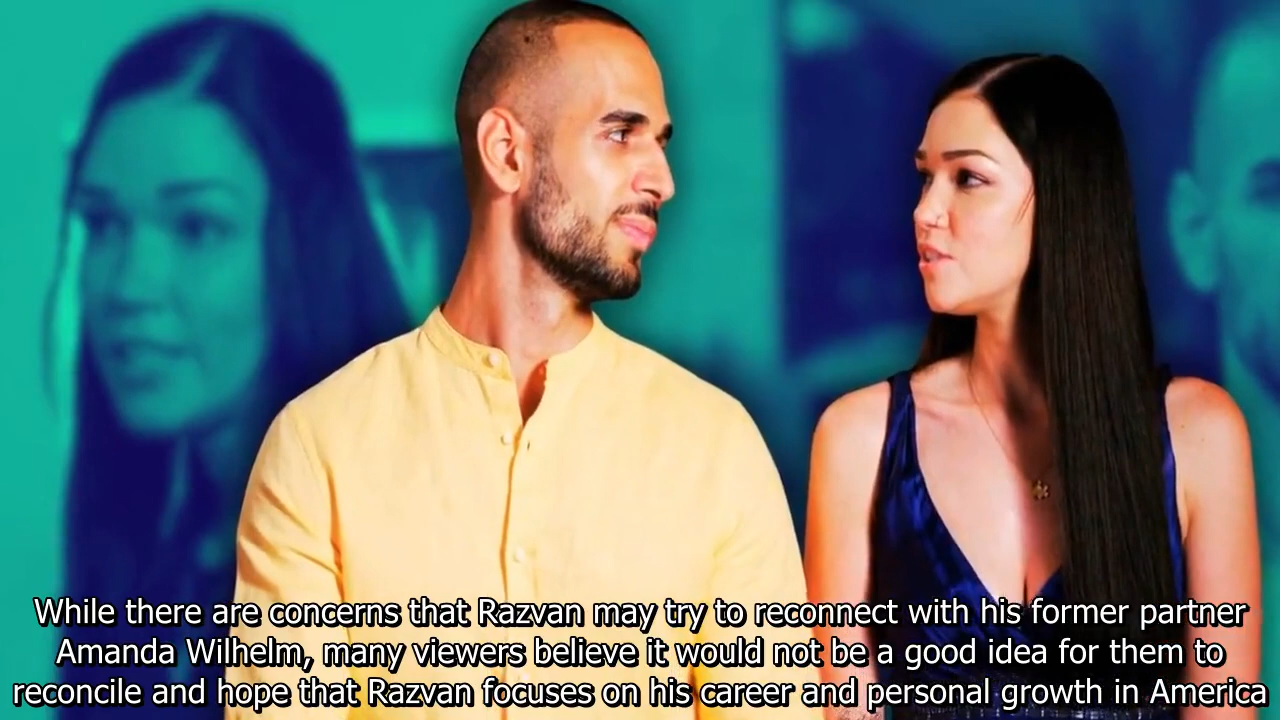 While there are concerns that Razvan may try to reconnect with his former partner
Amanda Wilhelm, many viewers believe it would not be a good idea for them to
reconcile and hope that Razvan focuses on his career and personal growth in America